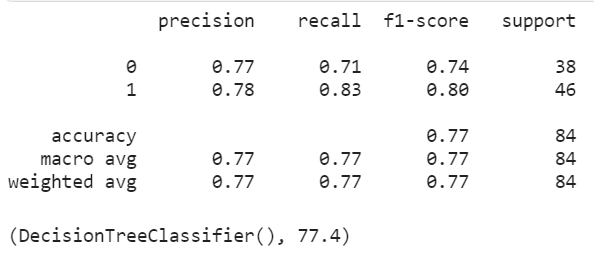 precision recall f1-score support
0 0.77 0.71 0.74 38
1 0.78 0.83 0.80 46
accuracy 0.77 84
macro avg 0.77 0.77 0.77 84
weighted avg 0.77 0.77 0.77 84
(DecisionTreeClassifier(), 77.4)